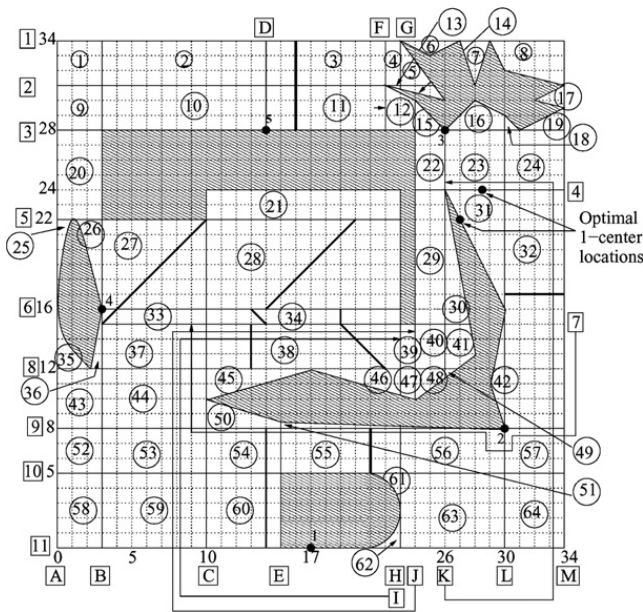 D F G 13 14
1 34 1 2 3 4 6 7 8
5
2 17
9 10 11 12 15 16 19
5
3 28 3 18
20 22 23 24
24 4
21 31
5 22 Optimal
25 26 27 1−center
28 29 32 locations
4
6 16 33 34 30 7
35 37 38 39 40 41
8 12
36 45 46 47 48 42
43 44
50
9 8 2 49
52 53 54 55 56 57
10 5 61 51
58 59 60 63 64
1
11
0 5 10 17 26 30 34 62
A B C E H J K L M
I